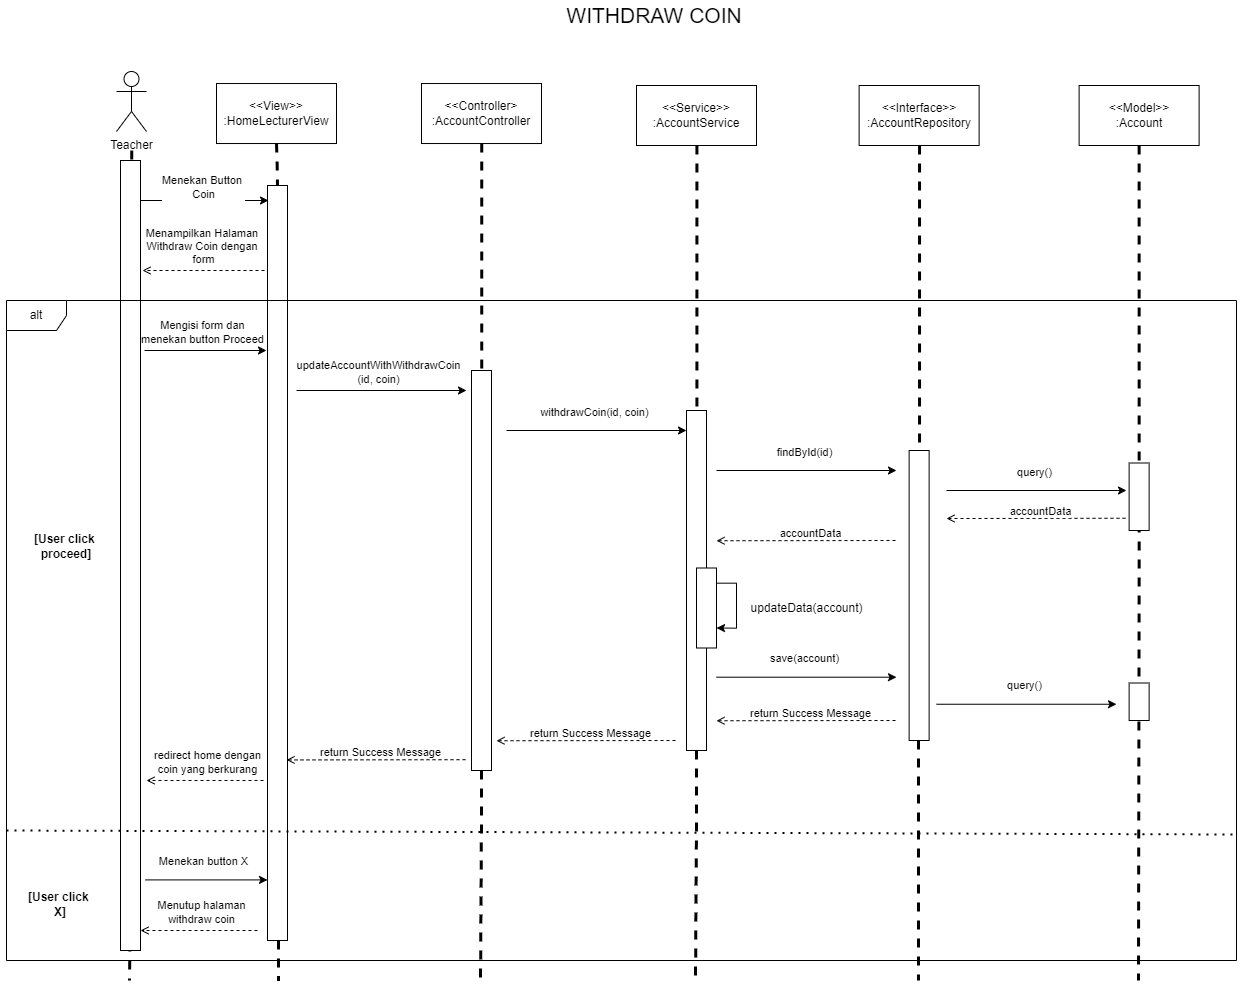 WITHDRAW COIN
Teacher
<<View>>
:HomeLecturerView
<<Controller>
:AccountController
<<Service>>
:AccountService
<<Interface>>
:AccountRepository
<<Model>>
:Account
Menekan Button
Coin
Menampilkan Halaman
Withdraw Coin dengan
form
alt
Mengisi form dan
menekan button Proceed
updateAccountWithWithdrawCoin
(id, coin)
withdrawCoin(id, coin)
findById(id)
query()
accountData
accountData
[User click
proceed]
updateData(account)
save(account)
query()
return Success Message
return Success Message
return Success Message
redirect home dengan
coin yang berkurang
Menekan button X
[User click
X]
Menutup halaman
withdraw coin